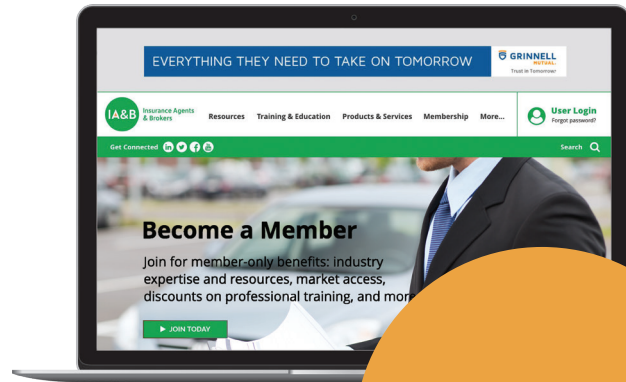 EVERYTHING THEY NEED TO TAKE ON TOMORROW
GRINNELL
MUTUAL.
Trust in Tomorrow
IA&B
Insurance Agents
& Brokers
Resources Training & Education Products & Services Membership More...
User Login
Forgot password?
Get Connected
Search
Become a Member
Join for member-only benefits: industry
expertise and resources, market access,
discounts on professional training, and more
JOIN TODAY